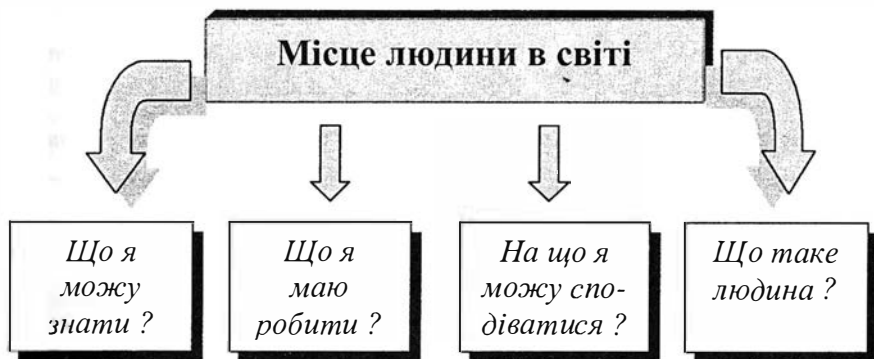 Місце людини в світі
Що я
можу
знати ?
Що я
маю
робити ?
На що я
можу спо-
діватися ?
Що таке
людина ?